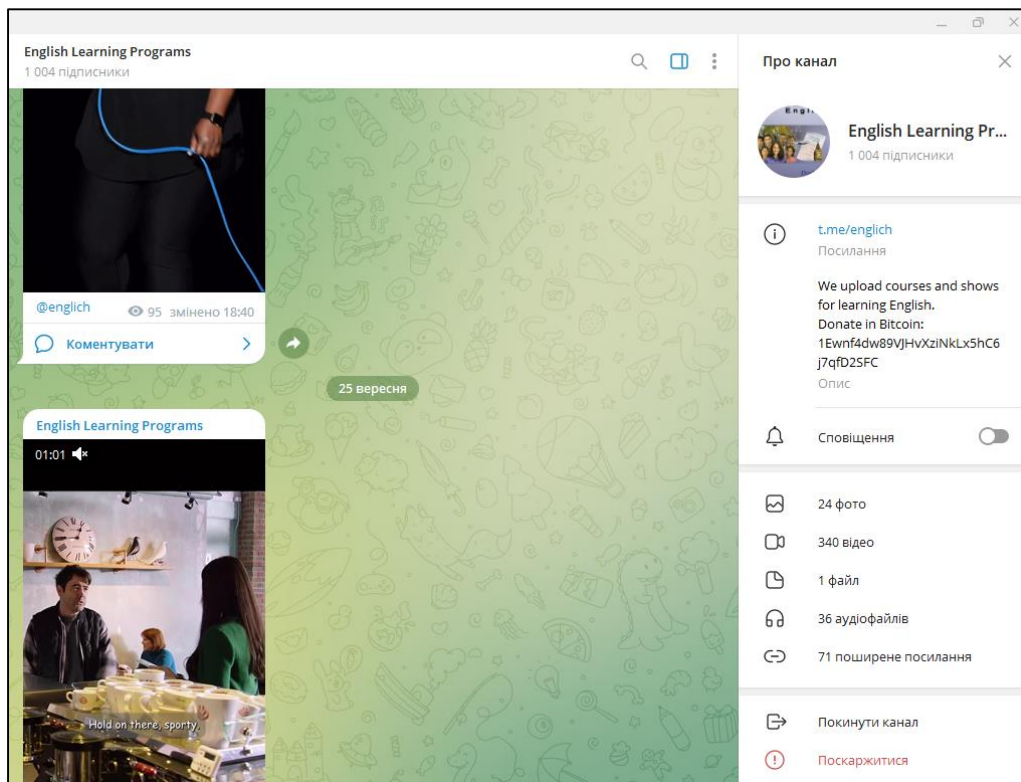 English Learning Programs
1 004 підписники
@englich
95 змінено 18:40
Коментувати
25 вересня
English Learning Programs
01:01
Hold on there, sporty.
Про канал
English Learning Pr...
1 004 підписники
t.me/englich
Посилання
We upload courses and shows
for learning English.
Donate in Bitcoin:
1Ewnf4dw89VJHvXziNkLx5hC6
j7qfD2SFC
Опис
Сповіщення
24 фото
340 відео
1 файл
36 аудіофайлів
71 поширене посилання
Покинути канал
Поскаржитися